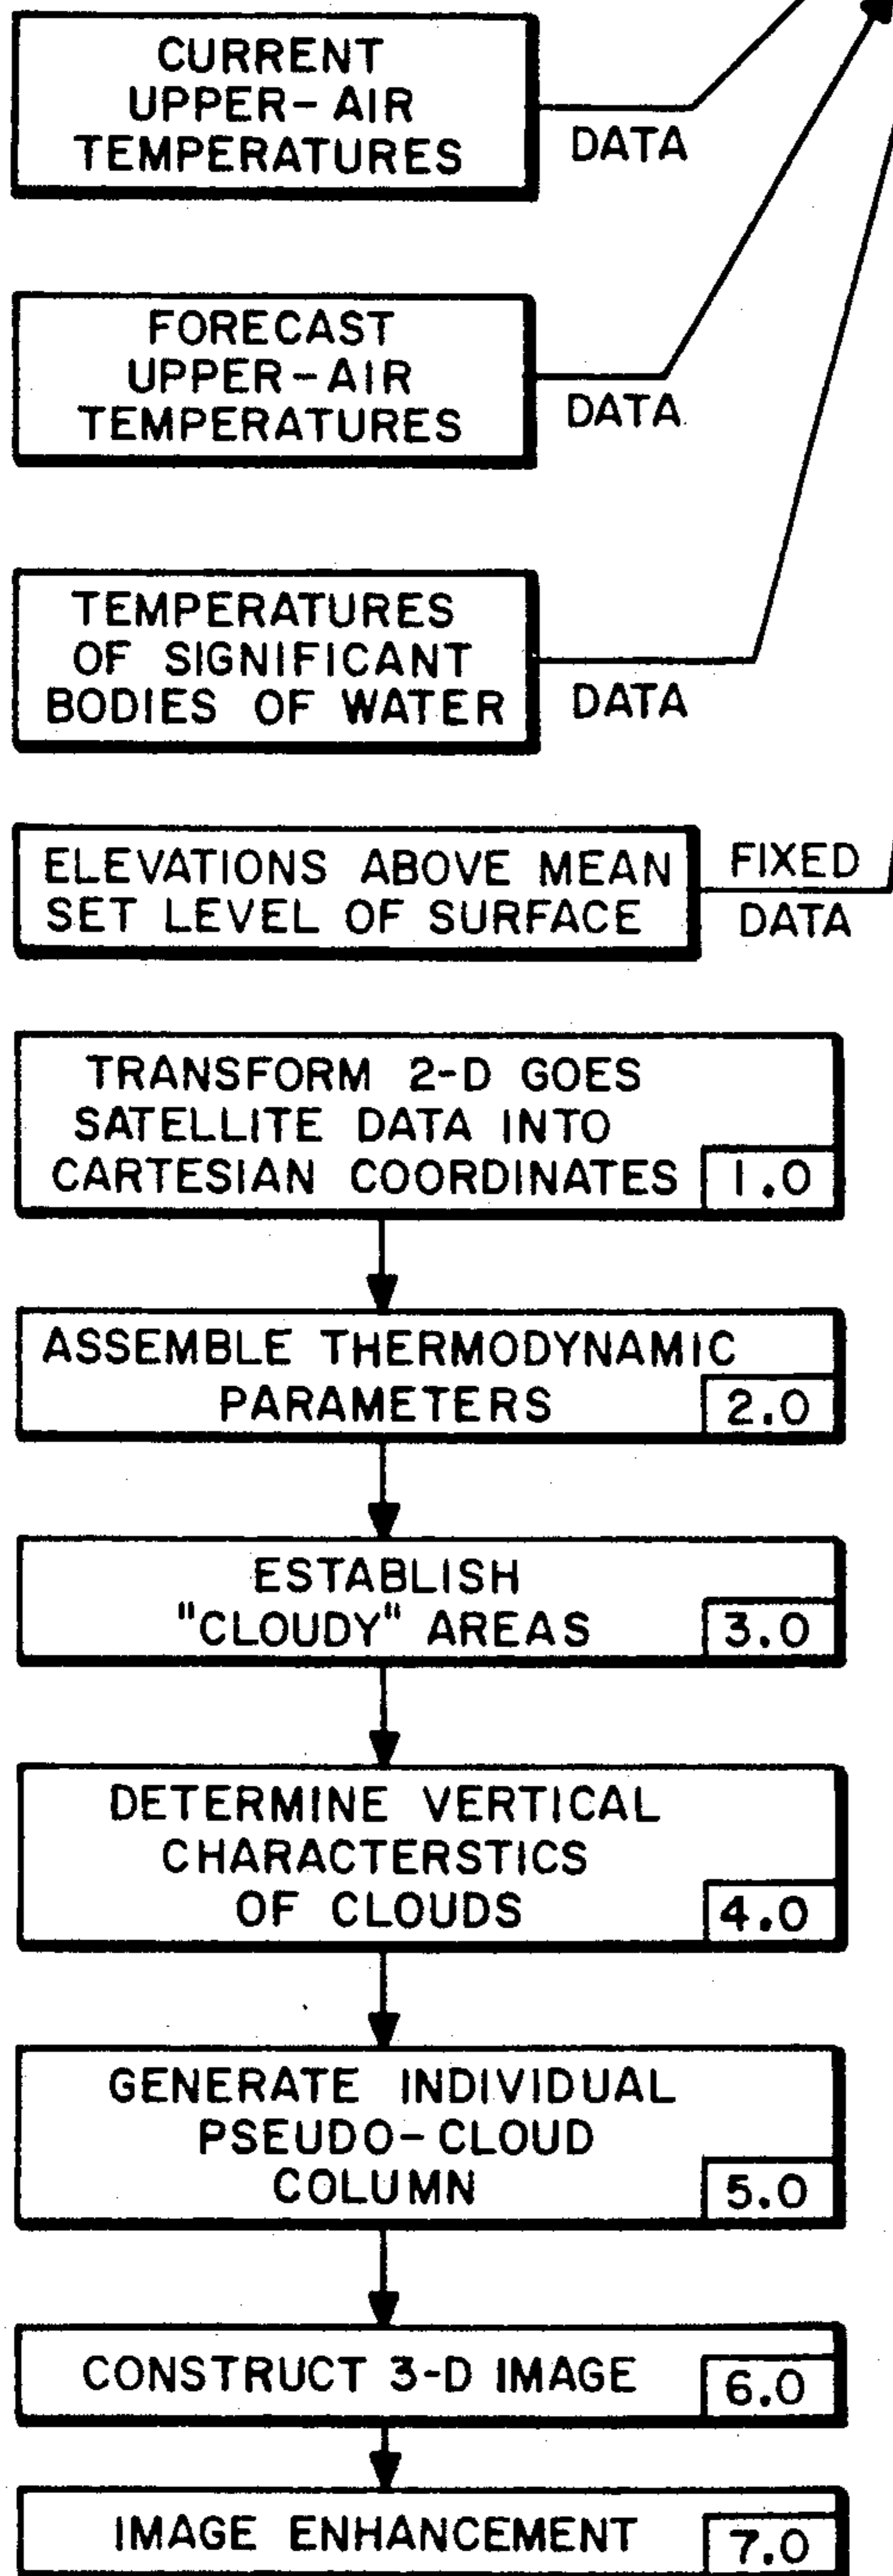 CURRENT
UPPER-AIR
TEMPERATURES
DATA
FORECAST
UPPER-AIR
TEMPERATURES
DATA
TEMPERATURES
OF SIGNIFICANT
BODIES OF WATER
DATA
ELEVATIONS ABOVE MEAN
SET LEVEL OF SURFACE
FIXED
DATA
TRANSFORM 2-D GOES
SATELLITE DATA INTO
CARTESIAN COORDINATES
1.0
ASSEMBLE THERMODYNAMIC
PARAMETERS
2.0
ESTABLISH
"CLOUDY" AREAS
3.0
DETERMINE VERTICAL
CHARACTERSTICS
OF CLOUDS
4.0
GENERATE INDIVIDUAL
PSEUDO-CLOUD
COLUMN
5.0
CONSTRUCT 3-D IMAGE
6.0
IMAGE ENHANCEMENT
7.0